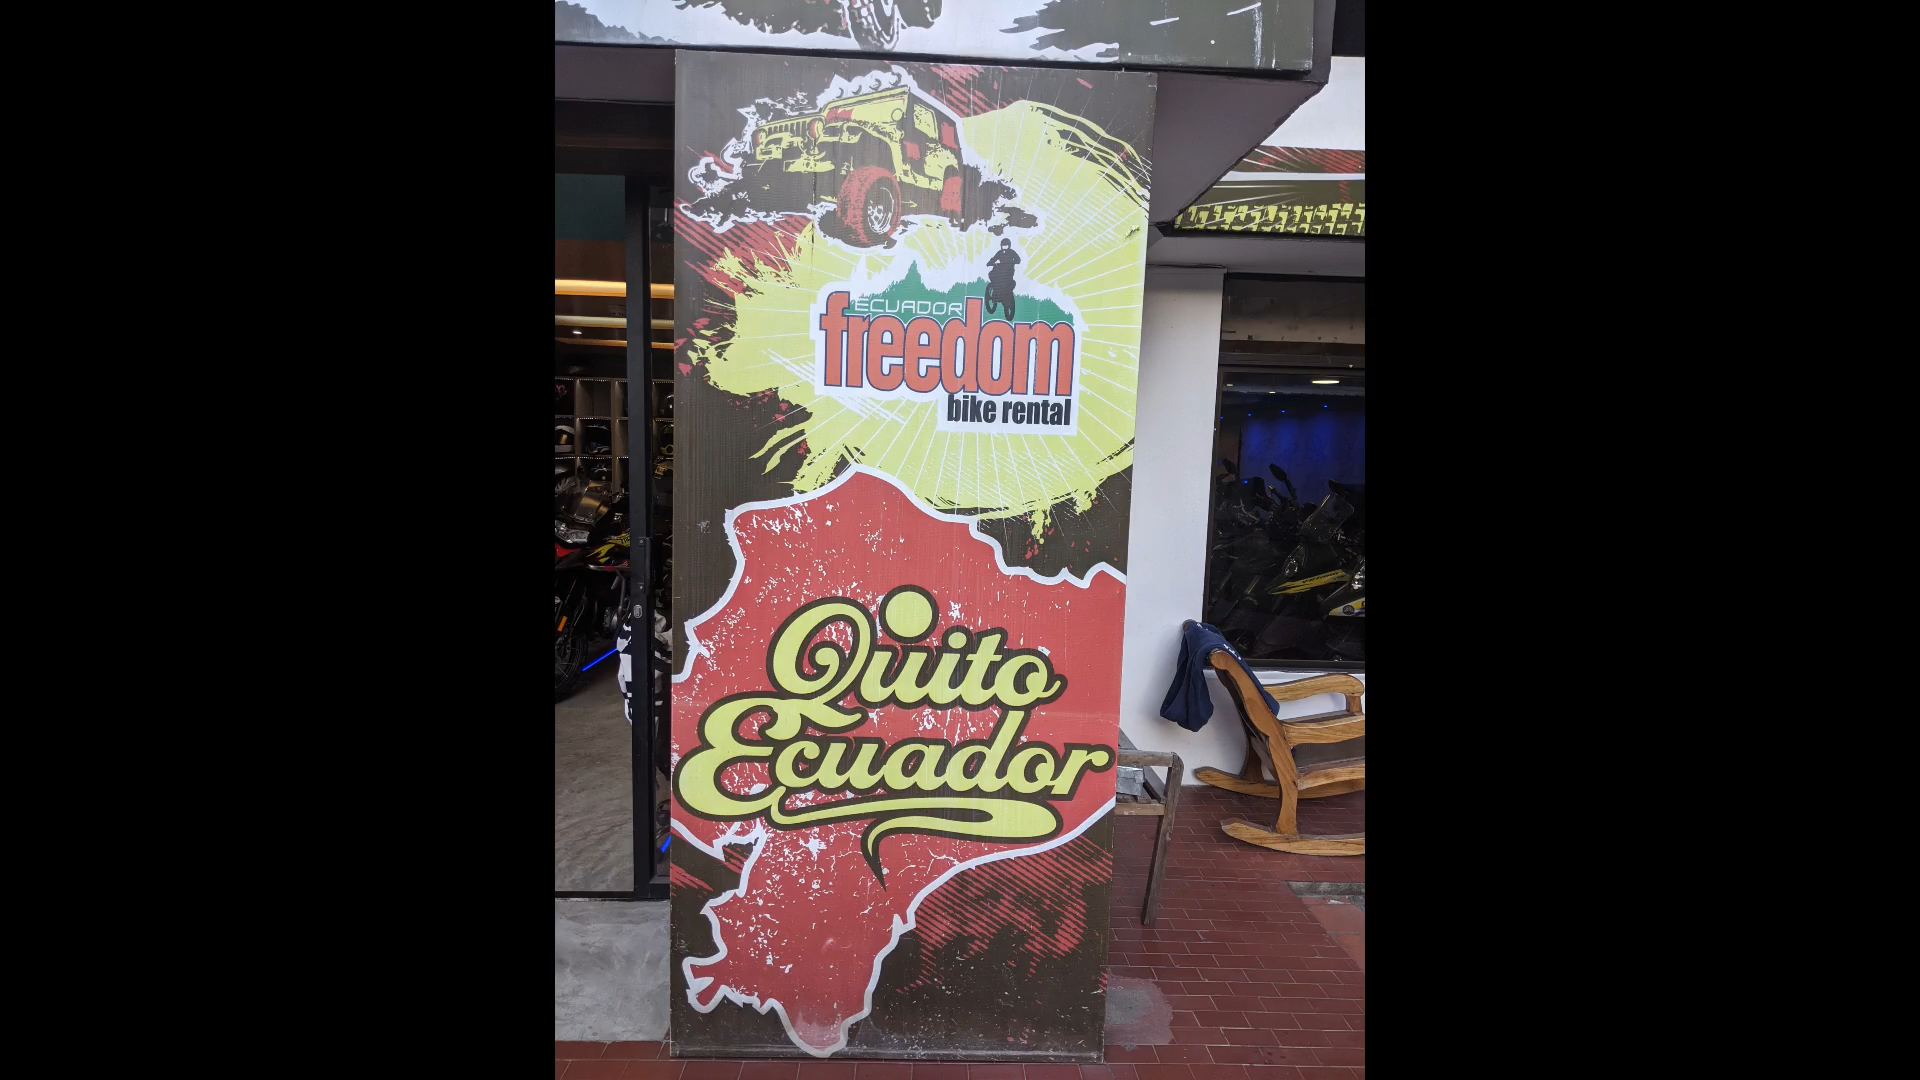 ECUADOR
freedom
bike rental
Quito
Ecuador